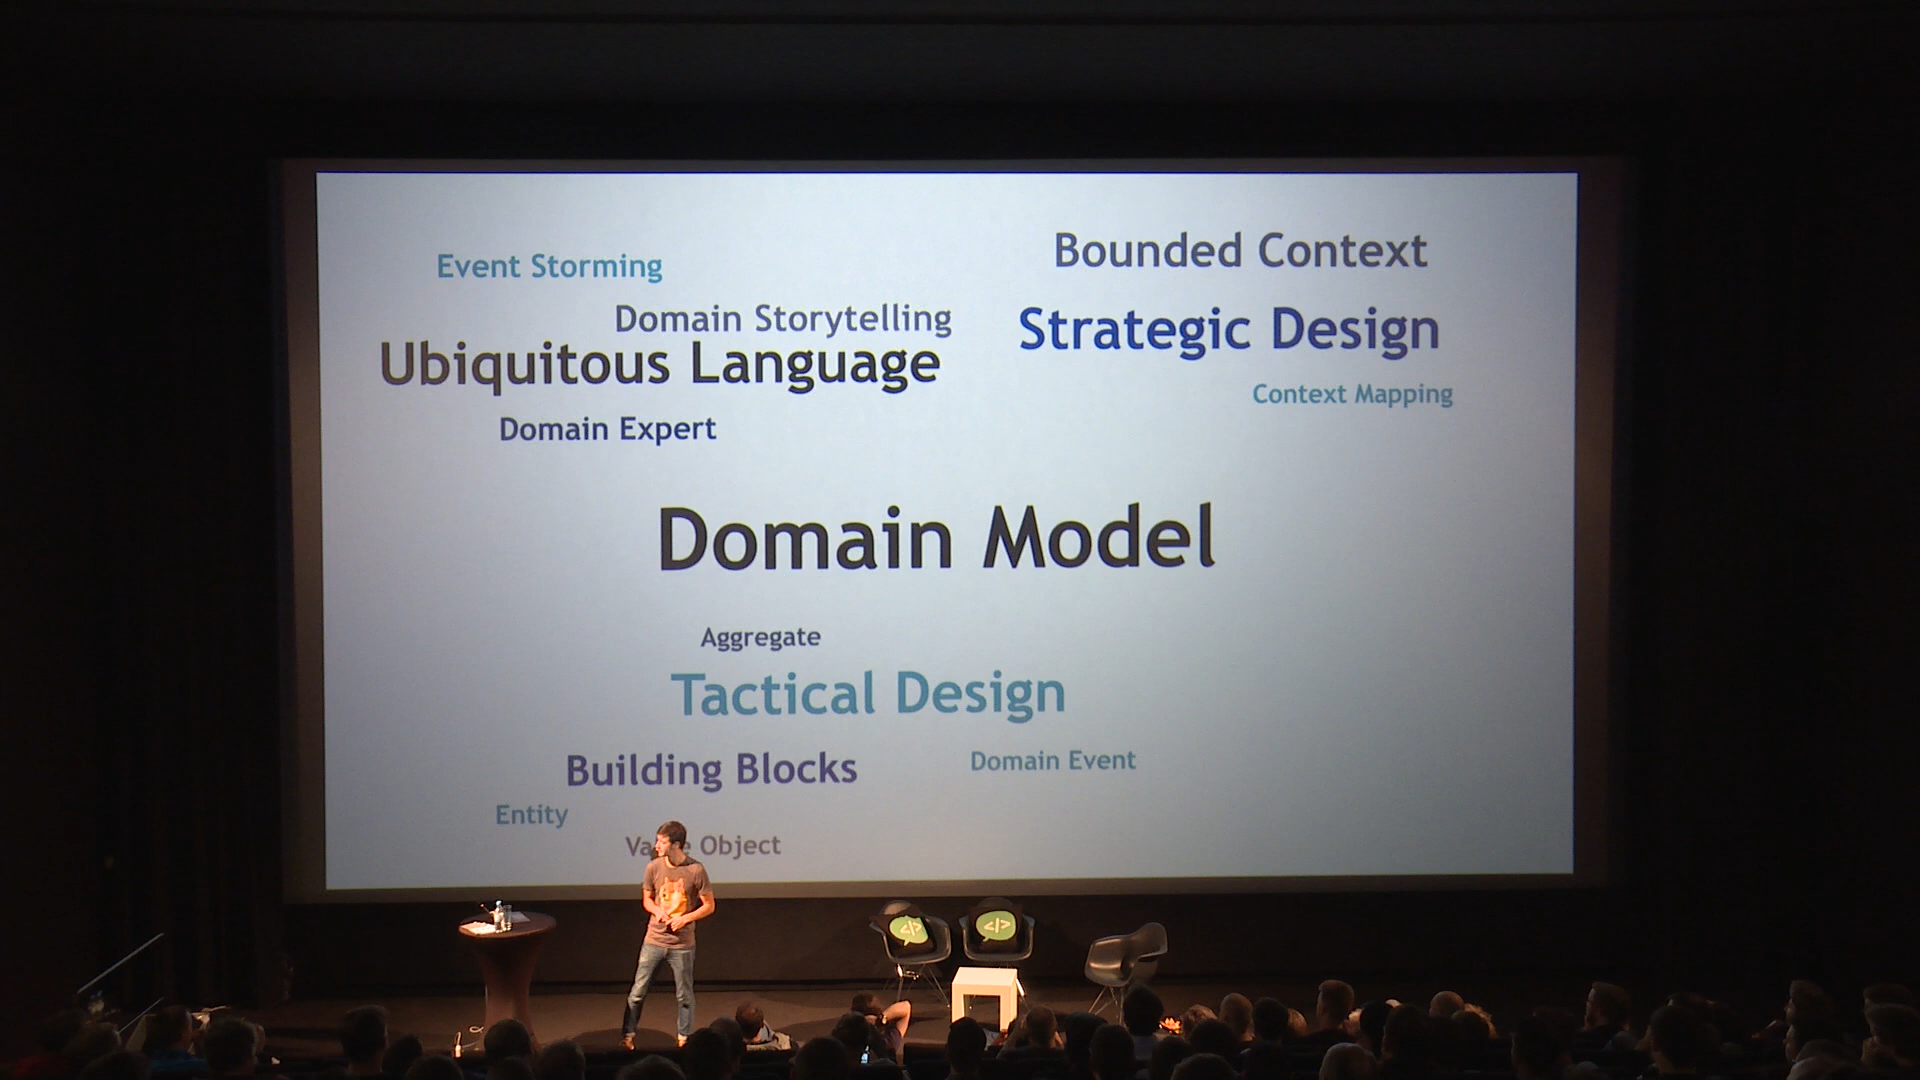 Event Storming
Bounded Context
Domain Storytelling
Strategic Design
Ubiquitous Language
Context Mapping
Domain Expert
Domain Model
Aggregate
Tactical Design
Building Blocks
Domain Event
Entity
Object